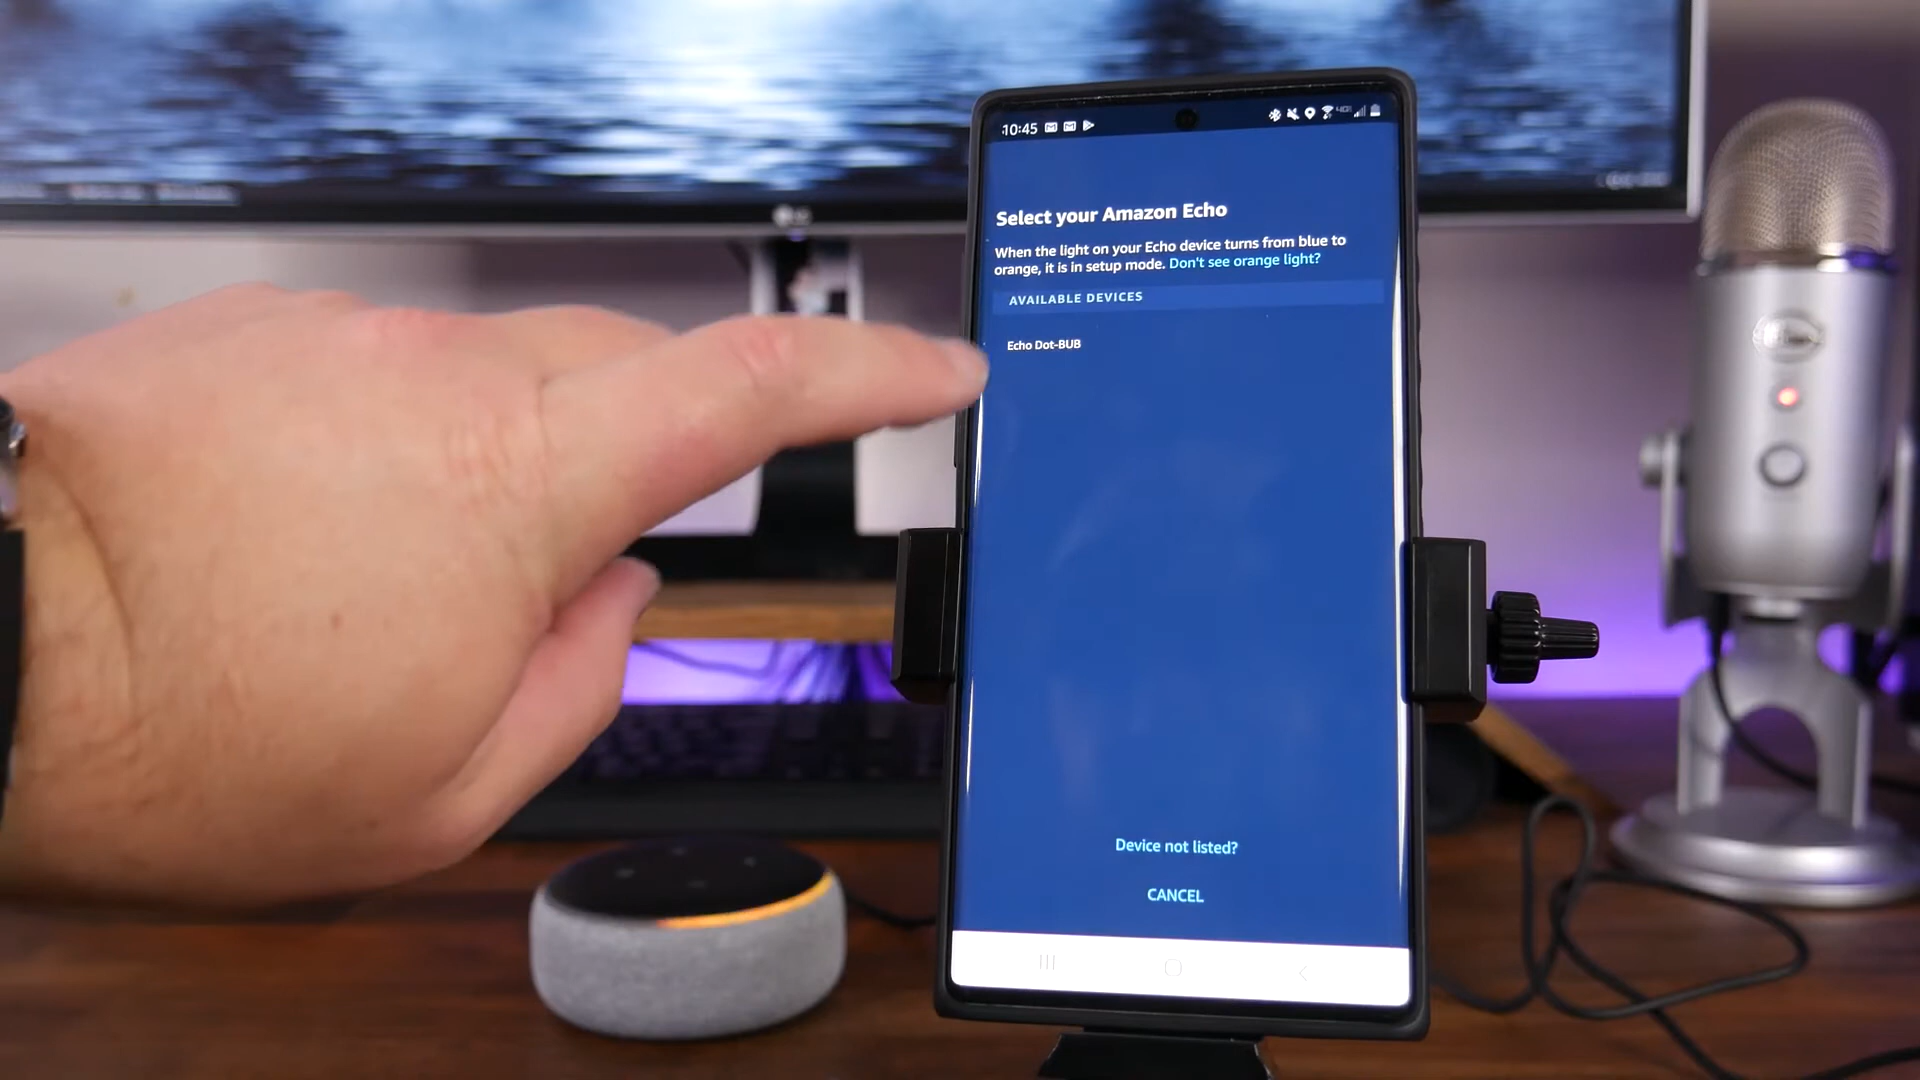 10:45
Select your Amazon Echo
When the light on your Echo device turns from blue to
orange, it is in setup mode. Don't see orange light?
AVAILABLE DEVICES
Echo Dot-BUB
Device not listed?
CANCEL
LG